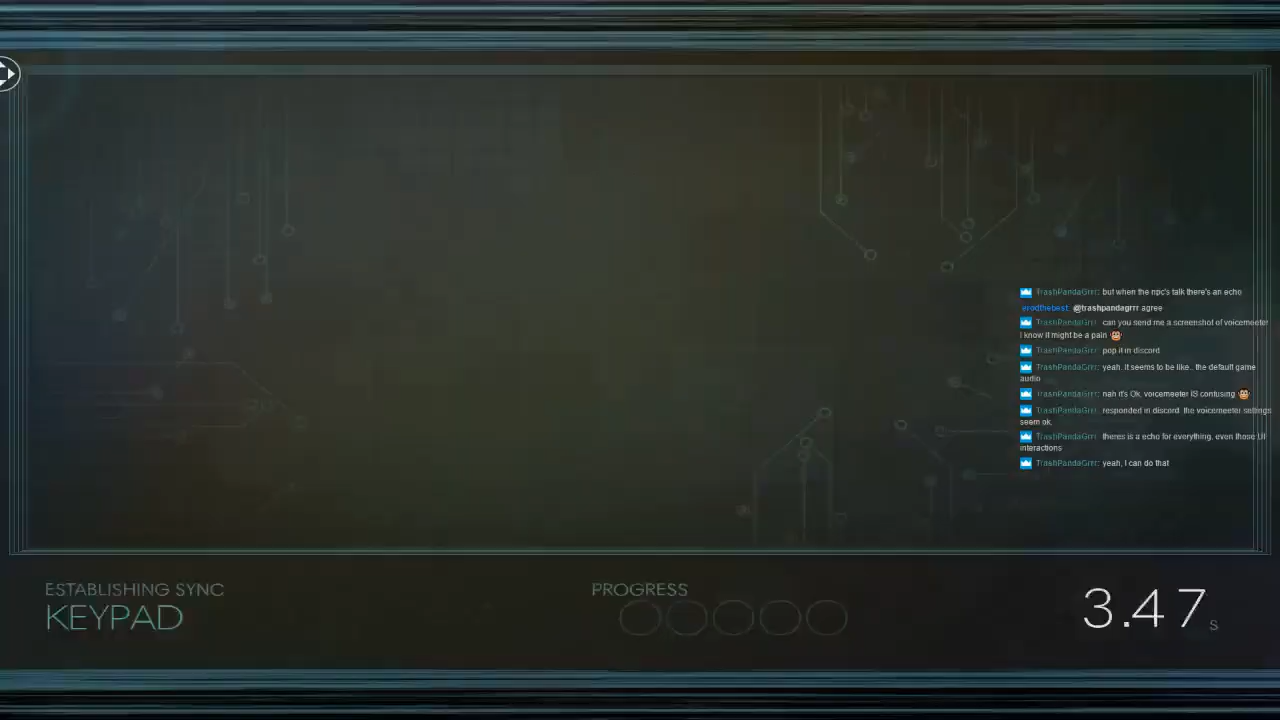 TrashPandaGrrr: but when the npc's talk there's an echo
erodthebest: @trashpandagrrr agree
TrashPandaGrrr: can you send me a screenshot of voicemeeter
I know it might be a pain
TrashPandaGrrr: pop it in discord
TrashPandaGrrr: yeah. It seems to be like.. the default game
audio
TrashPandaGrrr: nah it's Ok, voicemeeter IS confusing
TrashPandaGrrr: responded in discord. the voicemeeter settings
seem ok.
TrashPandaGrrr: theres is a echo for everything, even those UI
interactions
TrashPandaGrrr: yeah, I can do that
ESTABLISHING SYNC
KEYPAD
PROGRESS
3.47 s